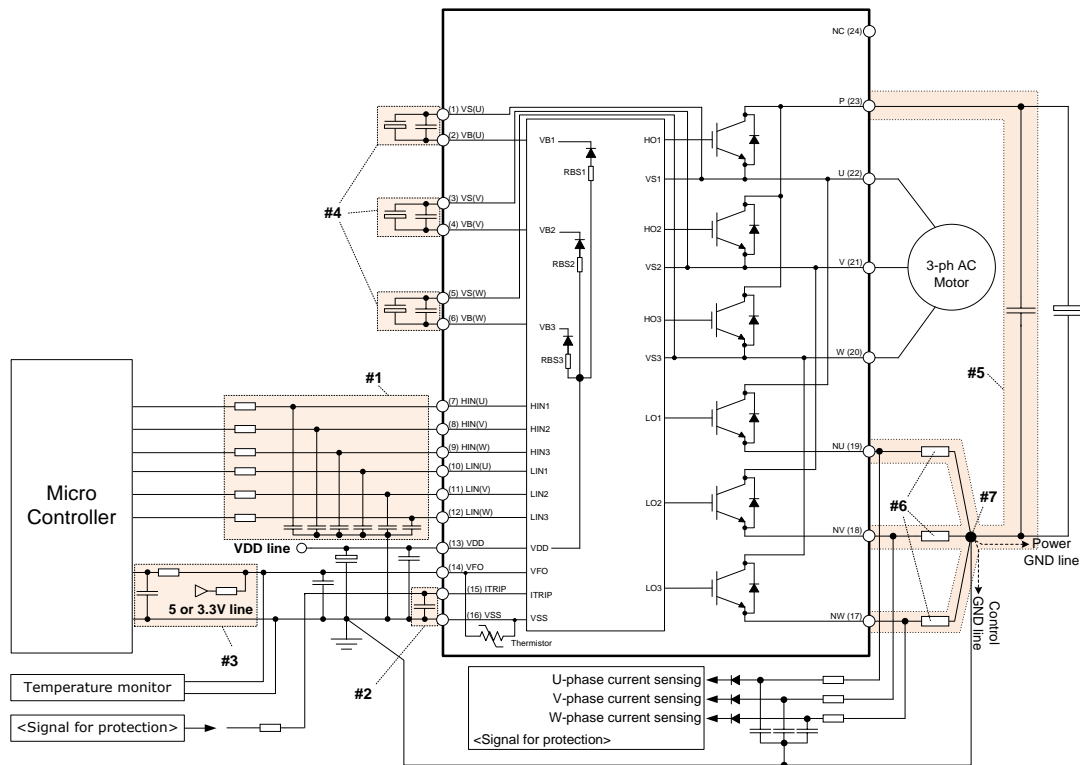 NC (24)
P (23)
(1) VS(U)
(2) VB(U)
VB1
HO1
RBS1
VS1
U (22)
(3) VS(V)
#4
(4) VB(V)
VB2
HO2
RBS2
VS2
V (21)
3-ph AC
Motor
(5) VS(W)
(6) VB(W)
VB3
HO3
RBS3
VS3
W (20)
#5
#1
(7) HIN(U)
HIN1
LO1
(8) HIN(V)
HIN2
(9) HIN(W)
HIN3
NU (19)
(10) LIN(U)
LIN1
Micro
Controller
(11) LIN(V)
LIN2
LO2
#6
#7
(12) LIN(W)
LIN3
NV (18)
Power
GND line
VDD line
(13) VDD
VDD
(14) VFO
VFO
(15) ITRIP
ITRIP
LO3
5 or 3.3V line
(16) VSS
VSS
NW (17)
Control
GND line
Thermistor
#3
#2
Temperature monitor
<Signal for protection>
U-phase current sensing
V-phase current sensing
W-phase current sensing
<Signal for protection>